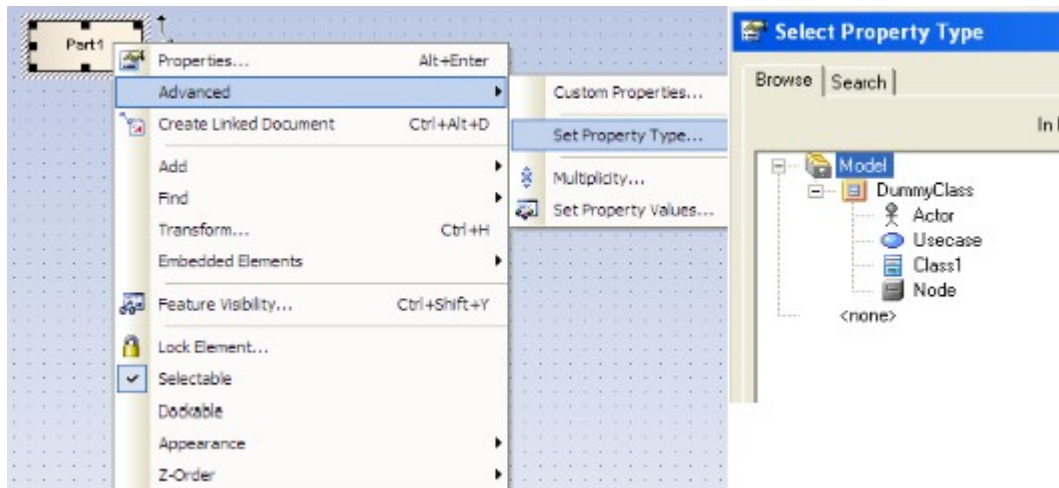 Part1
Properties... Alt+Enter
Advanced
Create Linked Document Ctrl+Alt+D
Add
Find
Transform... Ctrl+H
Embedded Elements
Feature Visibility... Ctrl+Shift+Y
Lock Element...
Selectable
Dockable
Appearance
Z-Order
Custom Properties...
Set Property Type...
Multiplicity...
Set Property Values...
Select Property Type
Browse Search
In
Model
DummyClass
Actor
Usecase
Class1
Node
<none>